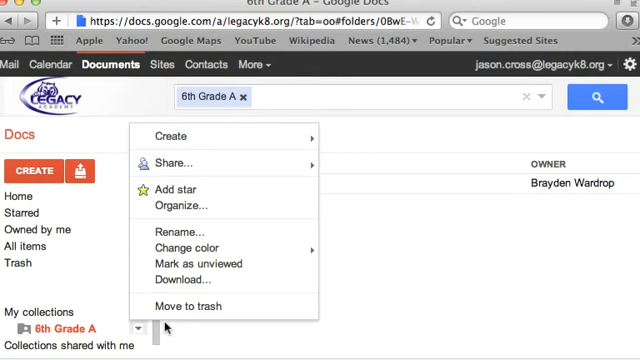 6th Grade A – Google Docs
https://docs.google.com/a/legacyk8.org/?tab=oo#folders/0BwE-W
Google
Apple Yahoo! Google Maps YouTube Wikipedia News (1,484) Popular Suggested Sites
Mail Calendar Documents Sites Contacts More jason.cross@legacyk8.org
LEGACY
ACADEMY
6th Grade A
Docs
CREATE
Home
Starred
Owned by me
All items
Trash
My collections
6th Grade A
Collections shared with me
Create
Share...
Add star
Organize...
Rename...
Change color
Mark as unviewed
Download...
Move to trash
OWNER
Brayden Wardrop